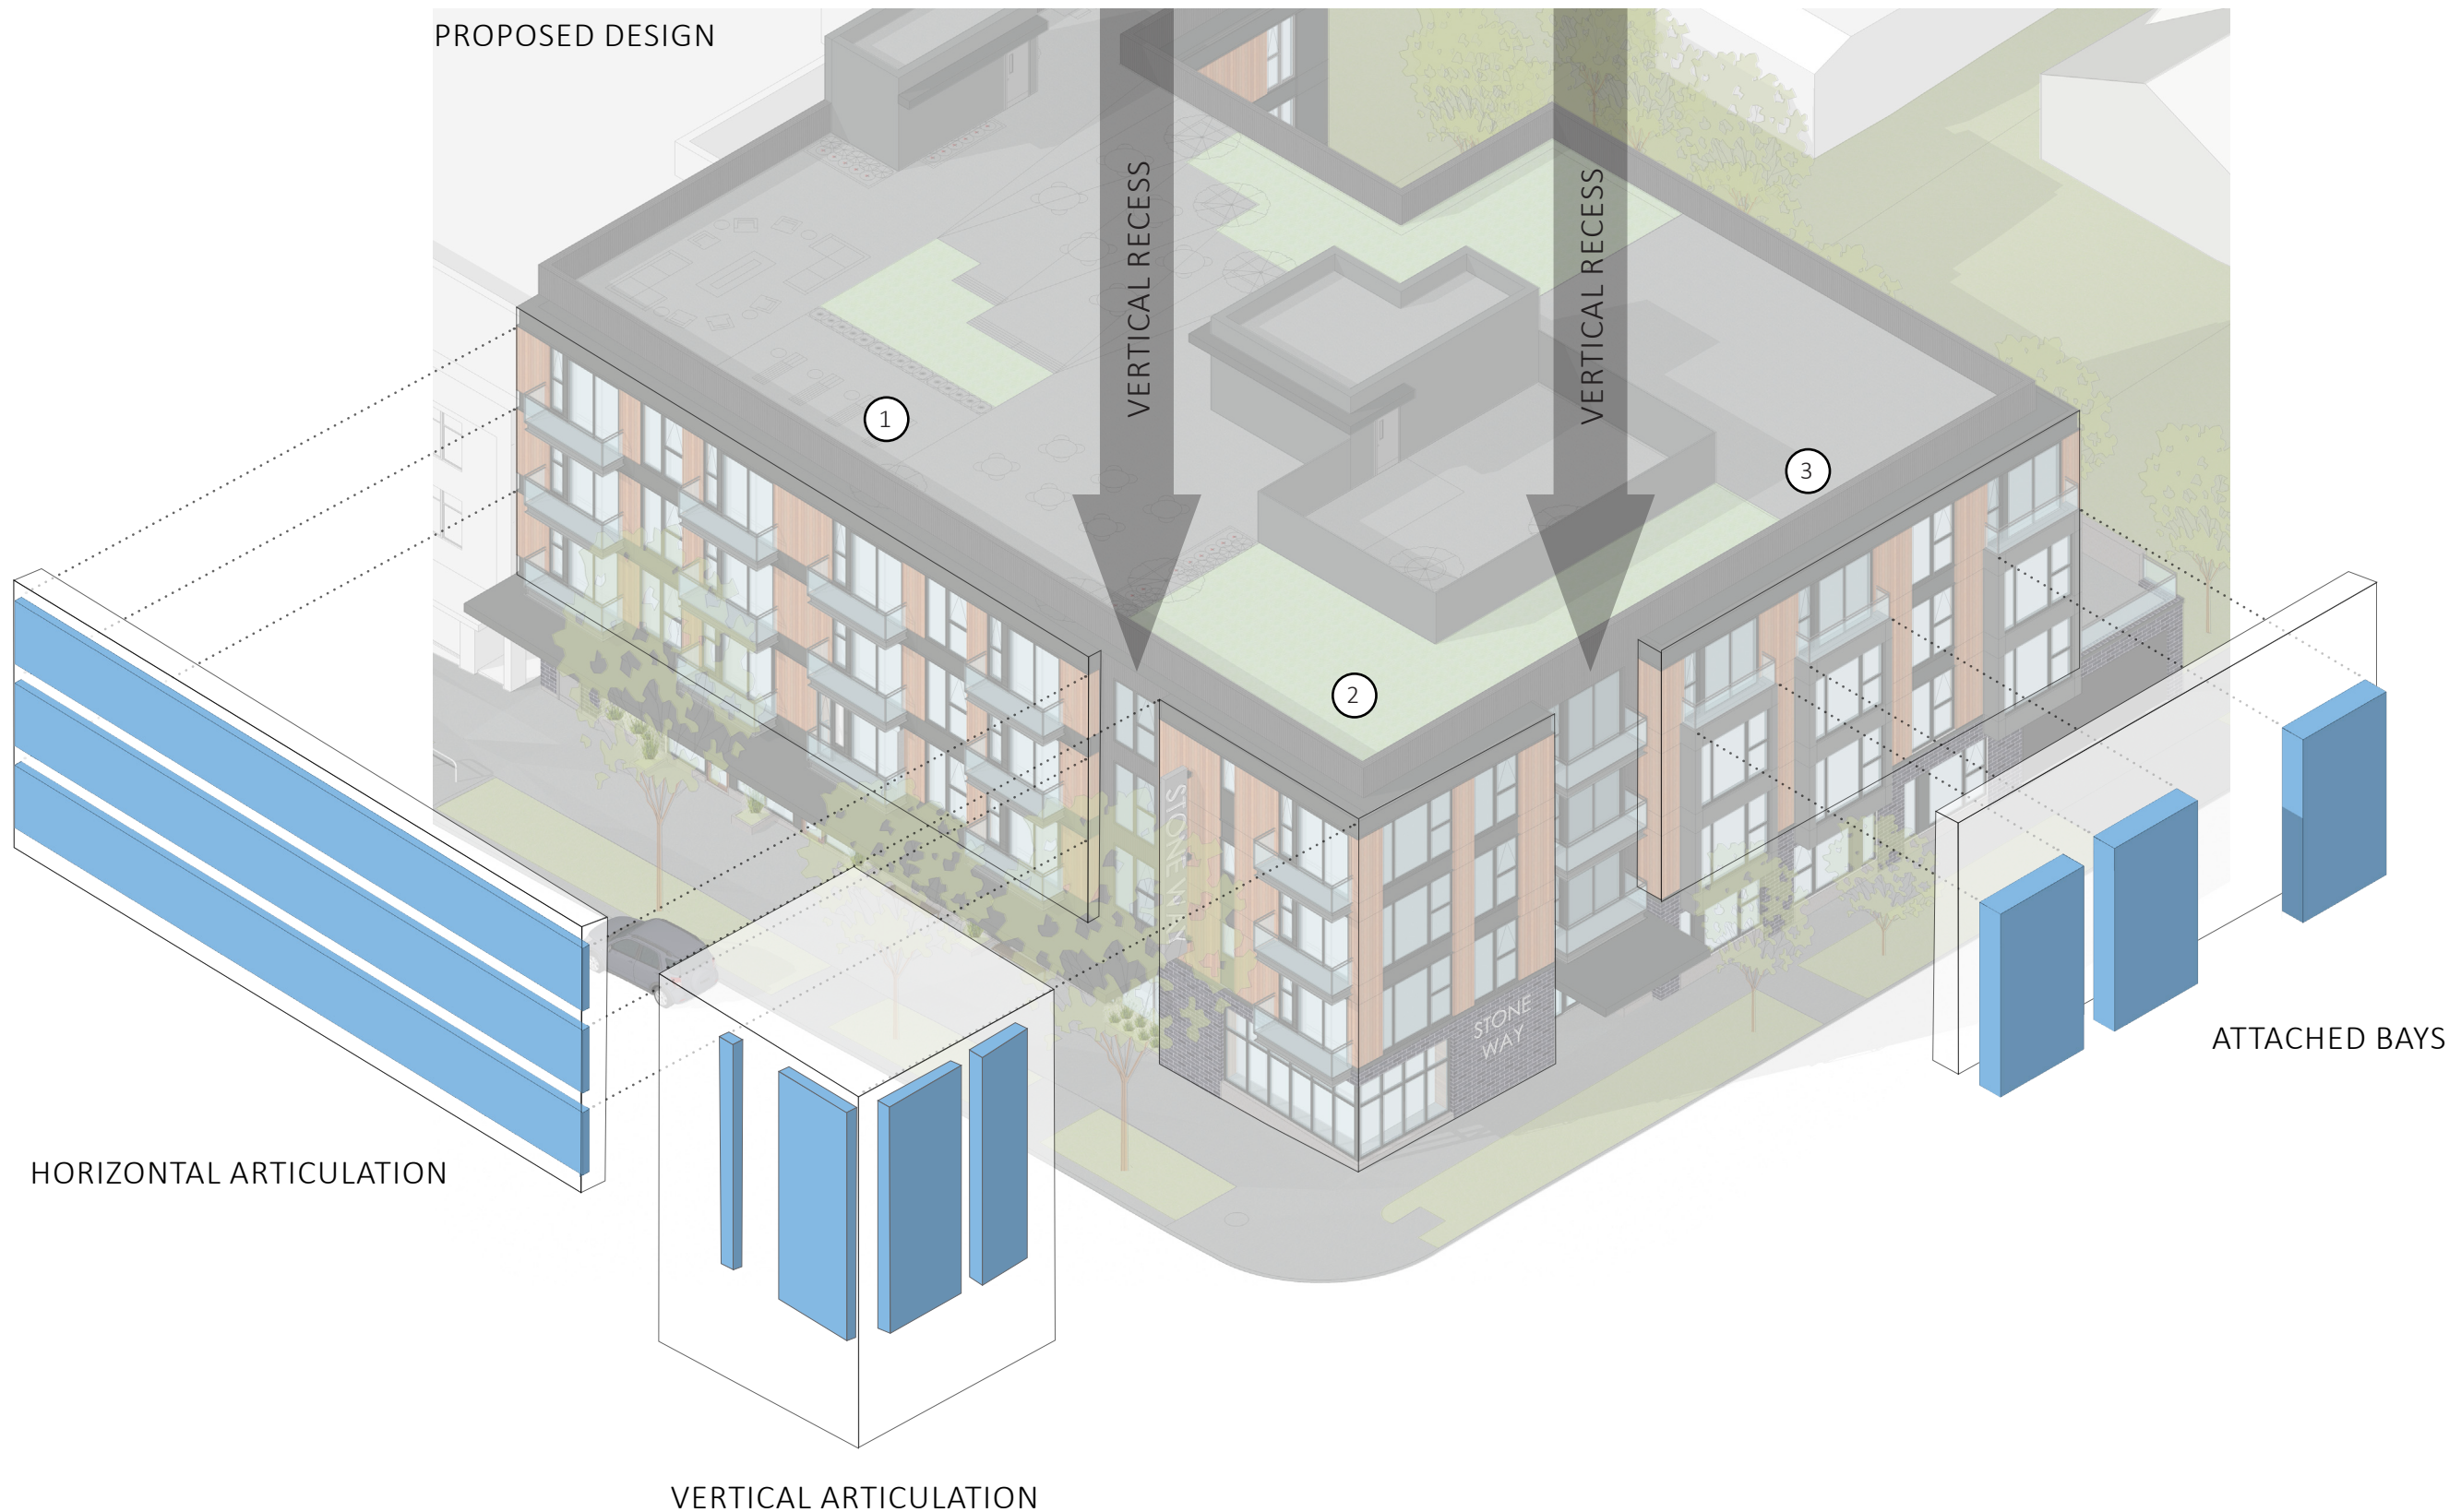 PROPOSED DESIGN
VERTICAL RECESS
VERTICAL RECESS
1
3
2
STONE WAY
STONE
WAY
ATTACHED BAYS
HORIZONTAL ARTICULATION
VERTICAL ARTICULATION